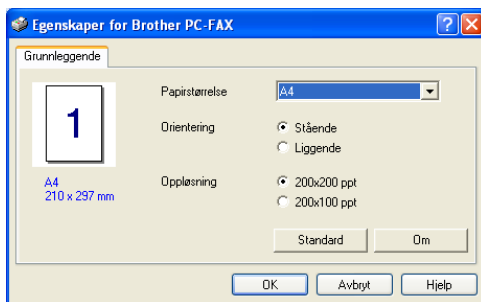 Egenskaper for Brother PC-FAX
Grunnleggende
1
A4
210 x 297 mm
Papirstørrelse
A4
Orientering
Stående
Liggende
Oppløsning
200x200 ppt
200x100 ppt
Standard
Om
OK
Avbryt
Hjelp